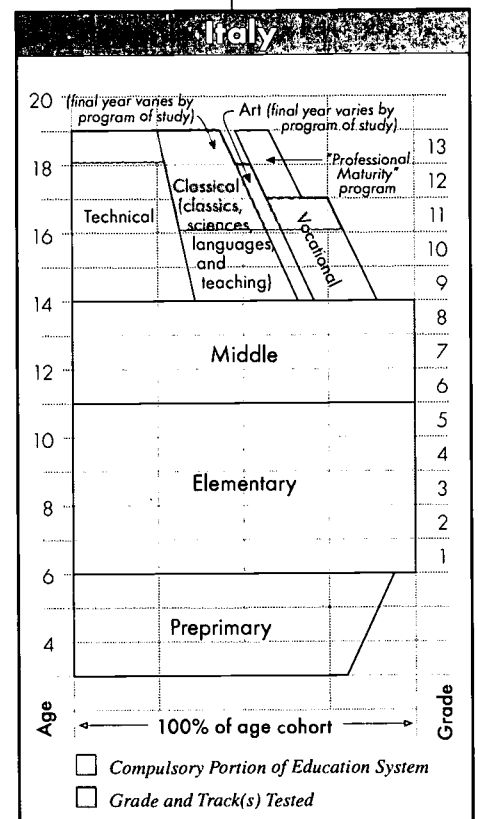 Italy
20
(final year varies by
program of study)
Art (final year varies by
program of study)
13
18
"Professional
Maturity"
program
12
Technical
Classical
(classics,
sciences,
languages,
and
teaching)
Vocational
11
16
10
9
14
8
Middle
7
12
6
5
10
4
Elementary
3
8
2
1
6
Preprimary
4
Age
100% of age cohort
Grade
Compulsory Portion of Education System
Grade and Track(s) Tested